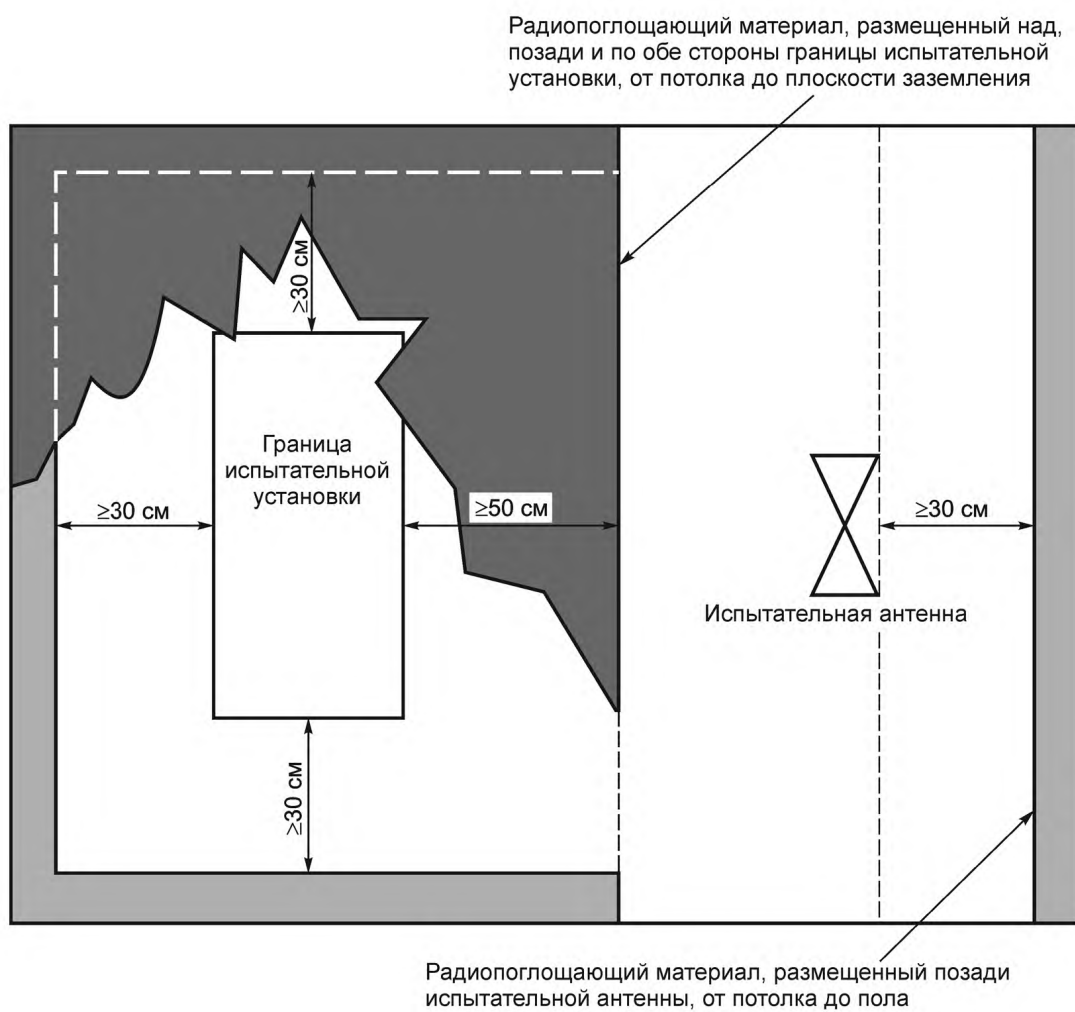 Радиопоглощающий материал, размещенный над,
позади и по обе стороны границы испытательной
установки, от потолка до плоскости заземления
≥30 см
Граница
испытательной
установки
≥30 см
≥50 см
≥30 см
Испытательная антенна
≥30 см
Радиопоглощающий материал, размещенный позади
испытательной антенны, от потолка до пола